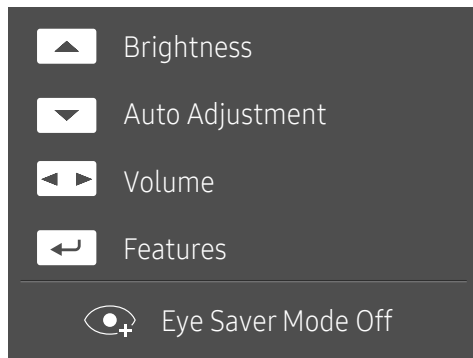 Brightness
Auto Adjustment
Volume
Features
Eye Saver Mode Off